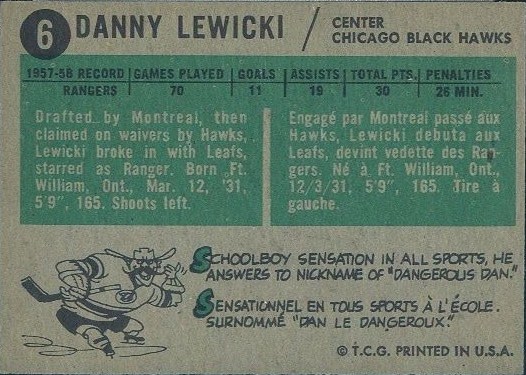 6 DANNY LEWICKI / CENTER
CHICAGO BLACK HAWKS
1957-58 RECORD GAMES PLAYED GOALS ASSISTS TOTAL PTS. PENALTIES
RANGERS 70 11 19 30 26 MIN.
Drafted by Montreal, then
claimed on waivers by Hawks,
Lewicki broke in with Leafs,
starred as Ranger. Born Ft.
William, Ont., Mar. 12, '31,
5'9", 165. Shoots left.
Engagé par Montreal passé aux
Hawks, Lewicki debuta aux
Leafs, devint vedette des Ran-
gers. Né à Ft. William, Ont.,
12/3/31, 5'9", 165. Tire à
gauche.
SCHOOLBOY SENSATION IN ALL SPORTS, HE
ANSWERS TO NICKNAME OF "DANGEROUS DAN."
SENSATIONNEL EN TOUS SPORTS À L'ÉCOLE.
SURNOMMÉ "DAN LE DANGEROUX."
© T.C.G. PRINTED IN U.S.A.